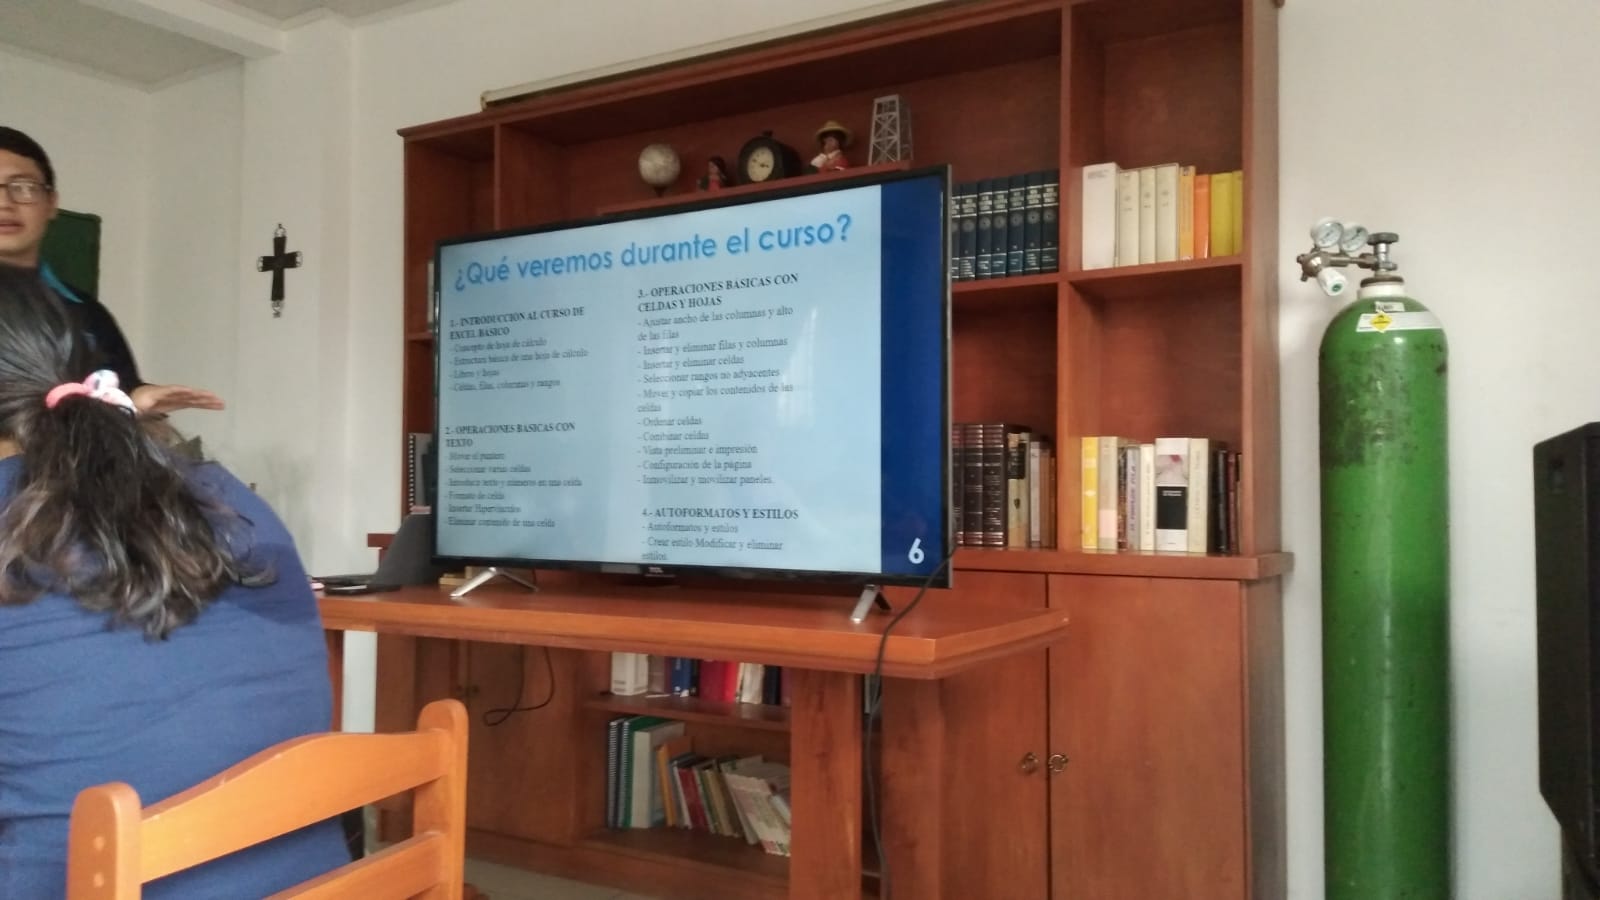 ¿Qué veremos durante el curso?
1.- INTRODUCCIÓN AL CURSO DE
EXCEL BÁSICO
- Concepto de hoja de cálculo
- Estructura básica de una hoja de cálculo
- Libros y hojas
- Celdas, filas, columnas y rangos
2.- OPERACIONES BÁSICAS CON
TEXTO
- Mover el puntero
- Seleccionar varias celdas
- Introducir texto y números en una celda
- Formato de celda
- Insertar Hipervínculos
- Eliminar contenido de una celda
3.- OPERACIONES BÁSICAS CON
CELDAS Y HOJAS
- Ajustar ancho de las columnas y alto
de las filas
- Insertar y eliminar filas y columnas
- Insertar y eliminar celdas
- Seleccionar rangos no adyacentes
- Mover y copiar los contenidos de las
celdas
- Ordenar celdas
- Combinar celdas
- Vista preliminar e impresión
- Configuración de la página
- Inmovilizar y movilizar paneles.
4.- AUTOFORMATOS Y ESTILOS
- Autoformatos y estilos
- Crear estilo Modificar y eliminar
estilos.
6
TCL